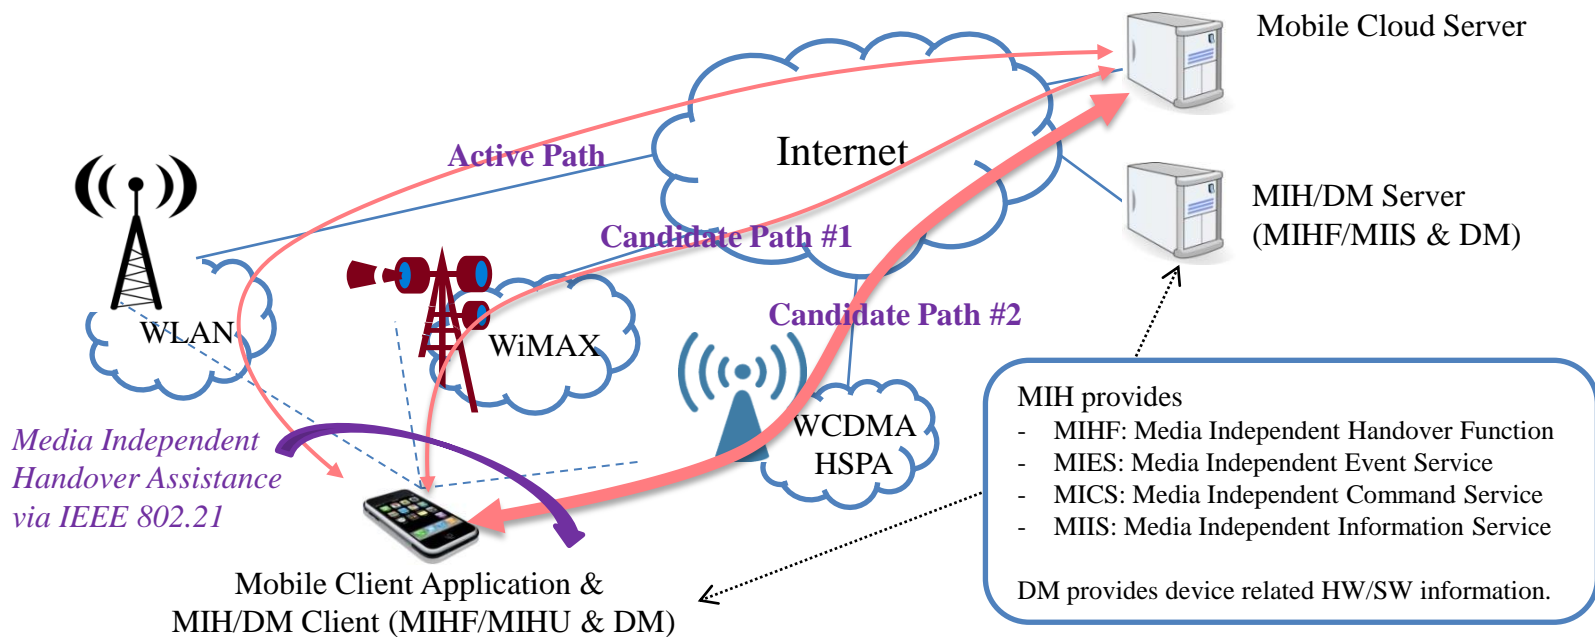 Mobile Cloud Server
Active Path
Internet
MIH/DM Server
(MIHF/MIIS & DM)
Candidate Path #1
Candidate Path #2
WLAN
WiMAX
WCDMA
HSPA
Media Independent
Handover Assistance
via IEEE 802.21
Mobile Client Application &
MIH/DM Client (MIHF/MIHU & DM)
MIH provides
- MIHF: Media Independent Handover Function
- MIES: Media Independent Event Service
- MICS: Media Independent Command Service
- MIIS: Media Independent Information Service
DM provides device related HW/SW information.